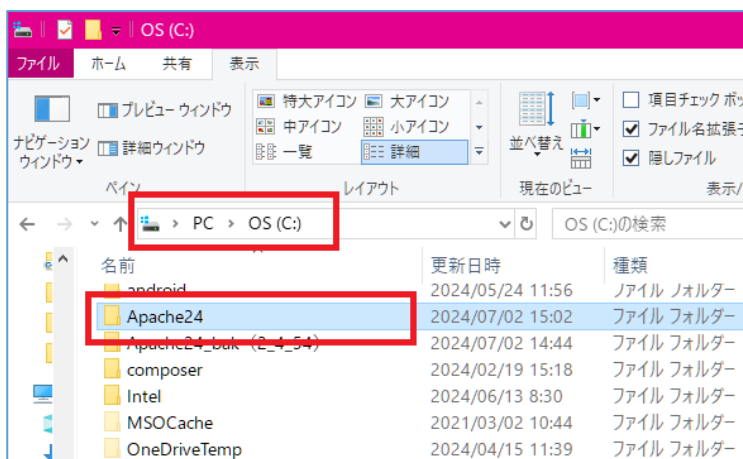 OS (C:)
ファイル ホーム 共有 表示
ナビゲーション
ウィンドウ
プレビュー ウィンドウ
詳細ウィンドウ
ペイン
特大アイコン 大アイコン
中アイコン 小アイコン
一覧 詳細
レイアウト
並べ替え
現在のビュー
項目チェック
ファイル名拡張子
隠しファイル
表示/
PC OS (C:)
OS (C:)の検索
名前 更新日時 種類
android 2024/05/24 11:56 ファイル フォルダー
Apache24 2024/07/02 15:02 ファイル フォルダー
Apache24_bak (2_4_54) 2024/07/02 14:44 ファイル フォルダー
composer 2024/02/19 15:18 ファイル フォルダー
Intel 2024/06/13 8:30 ファイル フォルダー
MSOCache 2021/03/02 10:44 ファイル フォルダー
OneDriveTemp 2024/04/15 11:39 ファイル フォルダー